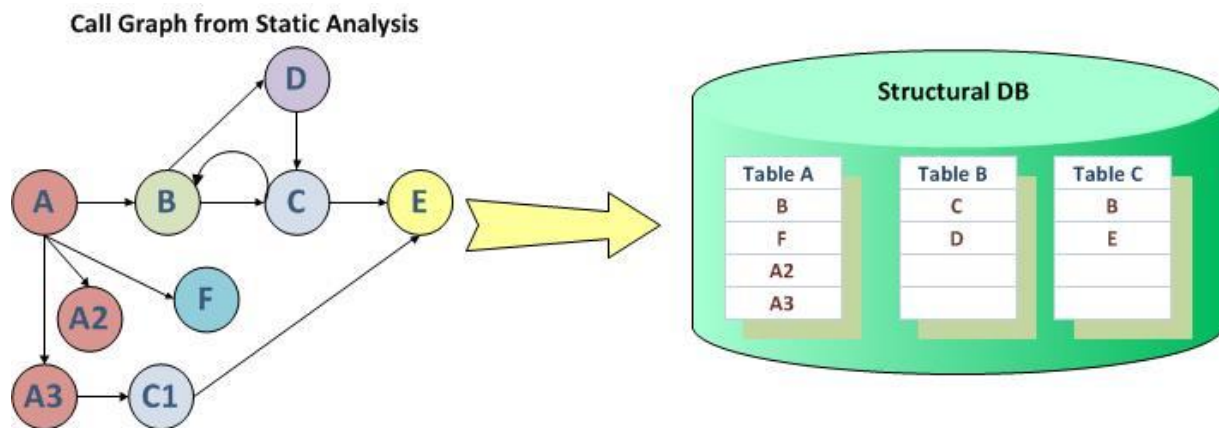 Call Graph from Static Analysis
D
A
B
C
E
A2
F
A3
C1
Structural DB
Table A
B
F
A2
A3
Table B
C
D
Table C
B
E